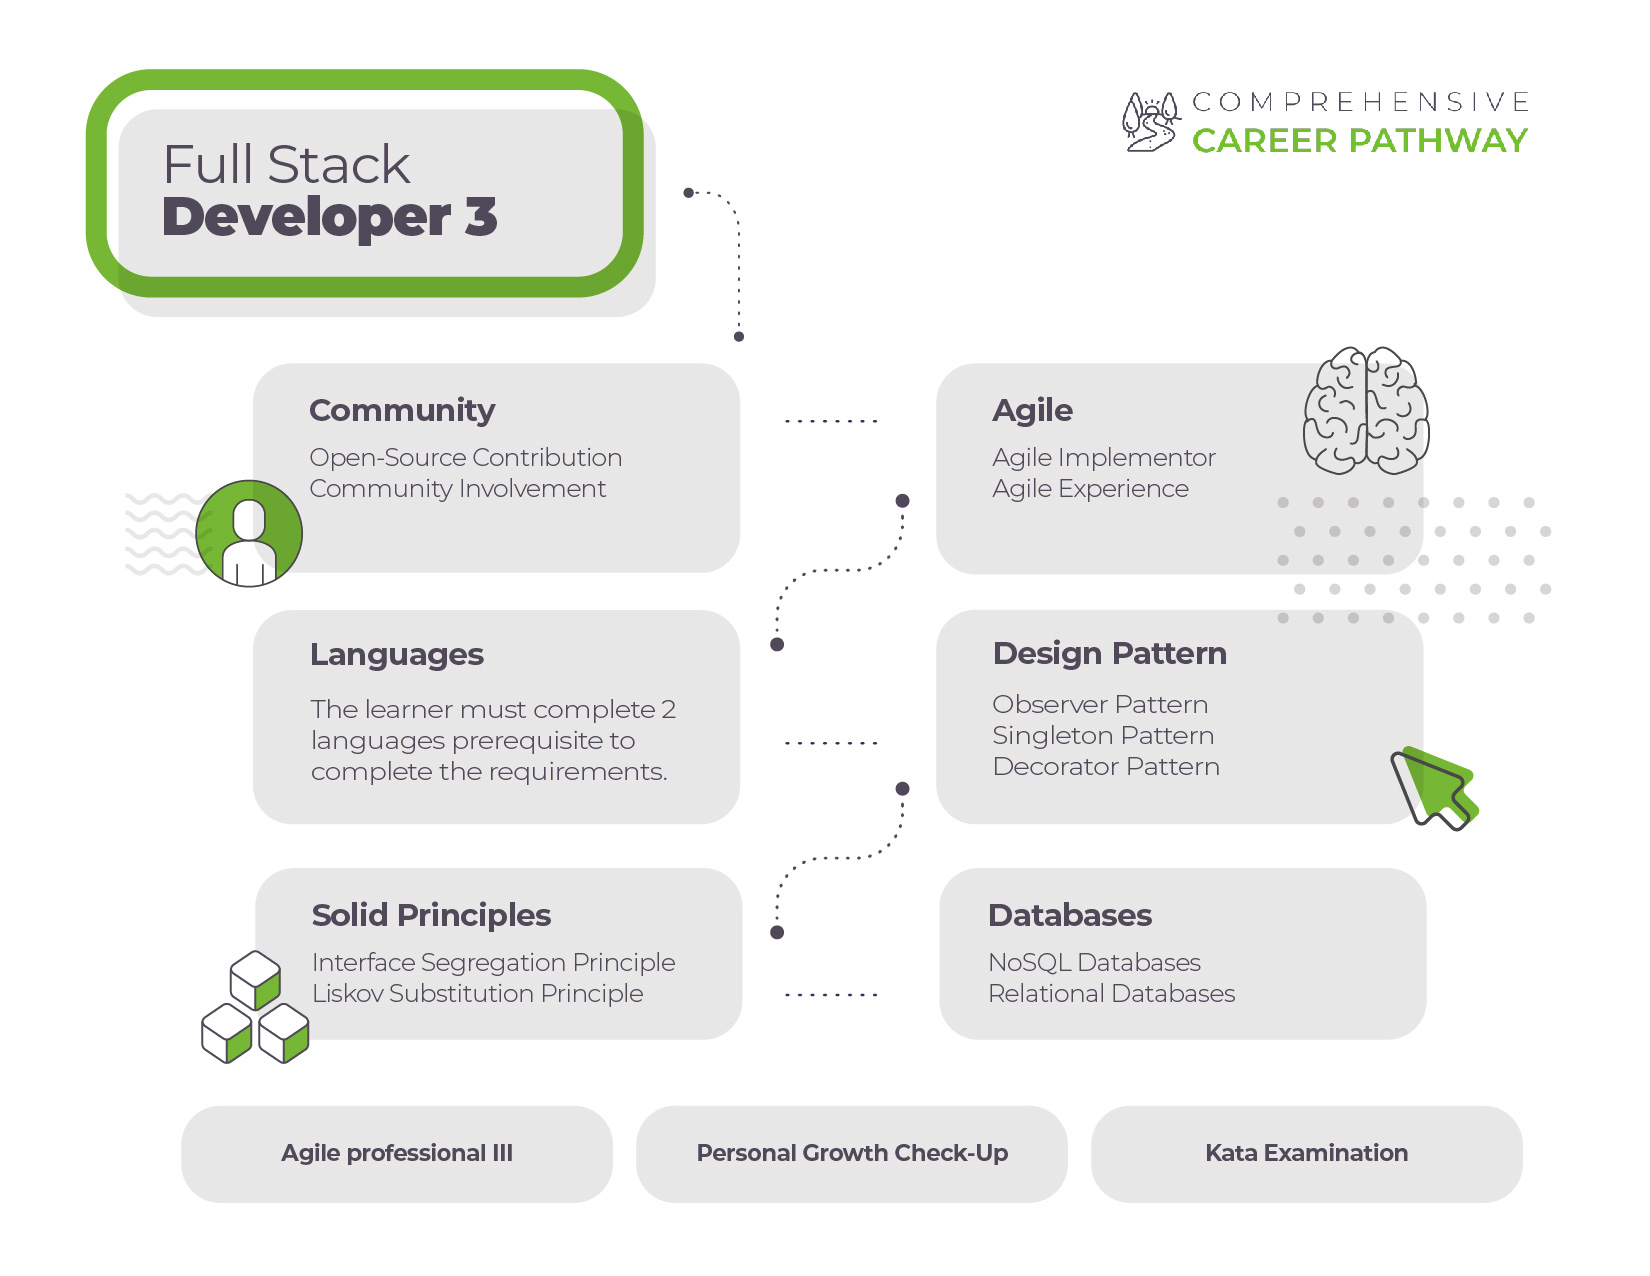 Full Stack
Developer 3
COMPREHENSIVE
CAREER PATHWAY
Community
Open-Source Contribution
Community Involvement
Agile
Agile Implementor
Agile Experience
Languages
The learner must complete 2
languages prerequisite to
complete the requirements.
Design Pattern
Observer Pattern
Singleton Pattern
Decorator Pattern
Solid Principles
Interface Segregation Principle
Liskov Substitution Principle
Databases
NoSQL Databases
Relational Databases
Agile professional III
Personal Growth Check-Up
Kata Examination